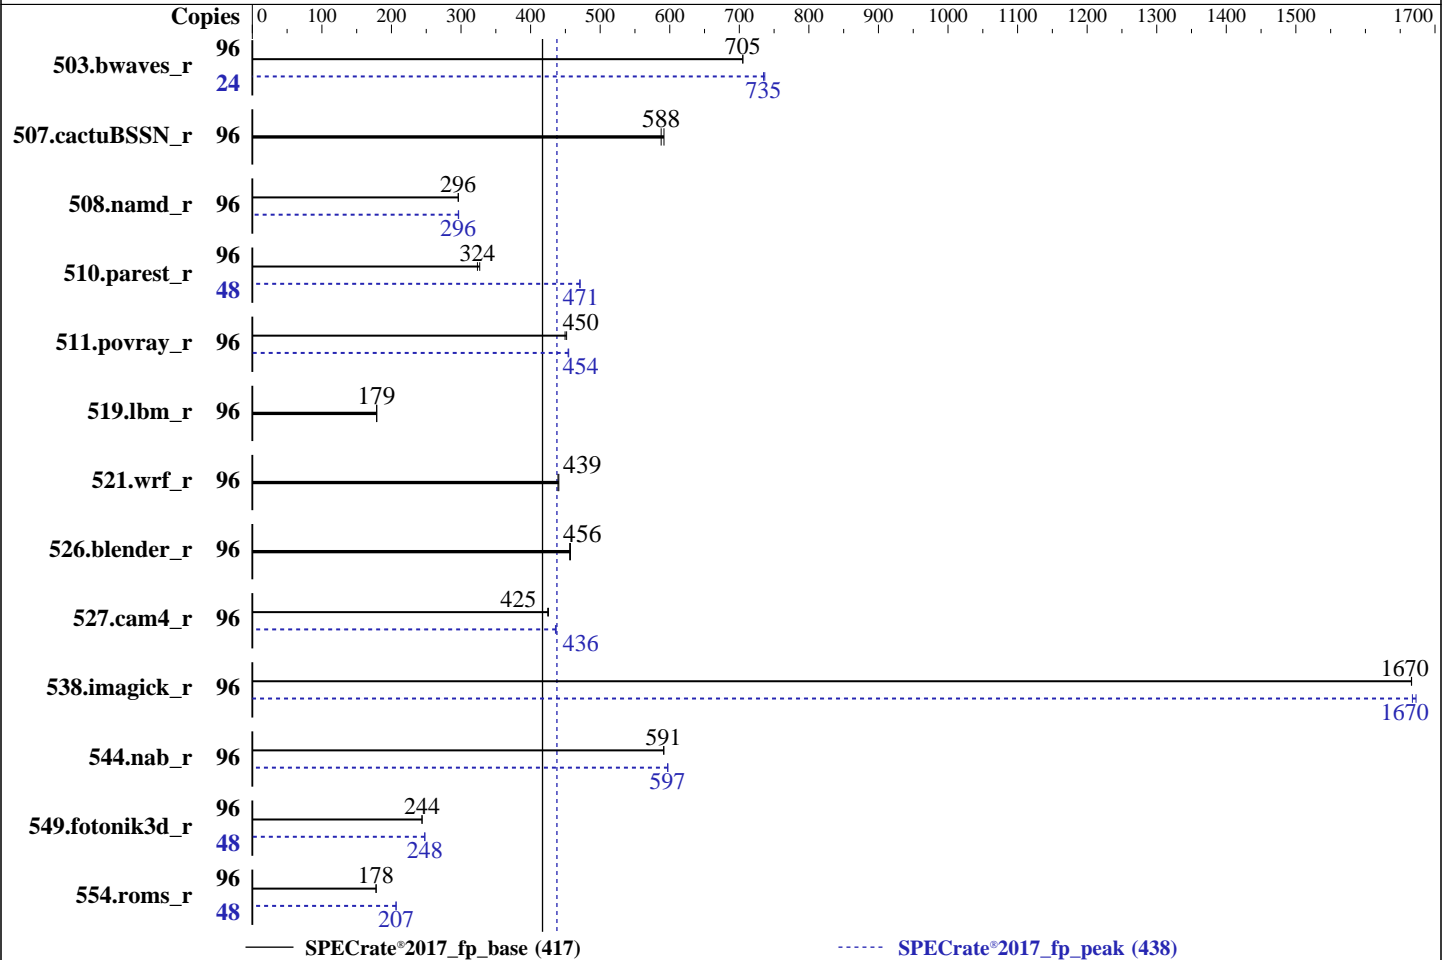 Copies 0 100 200 300 400 500 600 700 800 900 1000 1100 1200 1300 1400 1500 1700
503.bwaves_r 96 705
24 735
507.cactuBSSN_r 96 588
508.namd_r 96 296
296
510.parest_r 96 324
48 471
511.povray_r 96 450
454
519.lbm_r 96 179
521.wrf_r 96 439
526.blender_r 96 456
527.cam4_r 96 425
436
538.imagick_r 96 1670
1670
544.nab_r 96 591
597
549.fotonik3d_r 96 244
48 248
554.roms_r 96 178
48 207
SPECrate®2017_fp_base (417) SPECrate®2017_fp_peak (438)